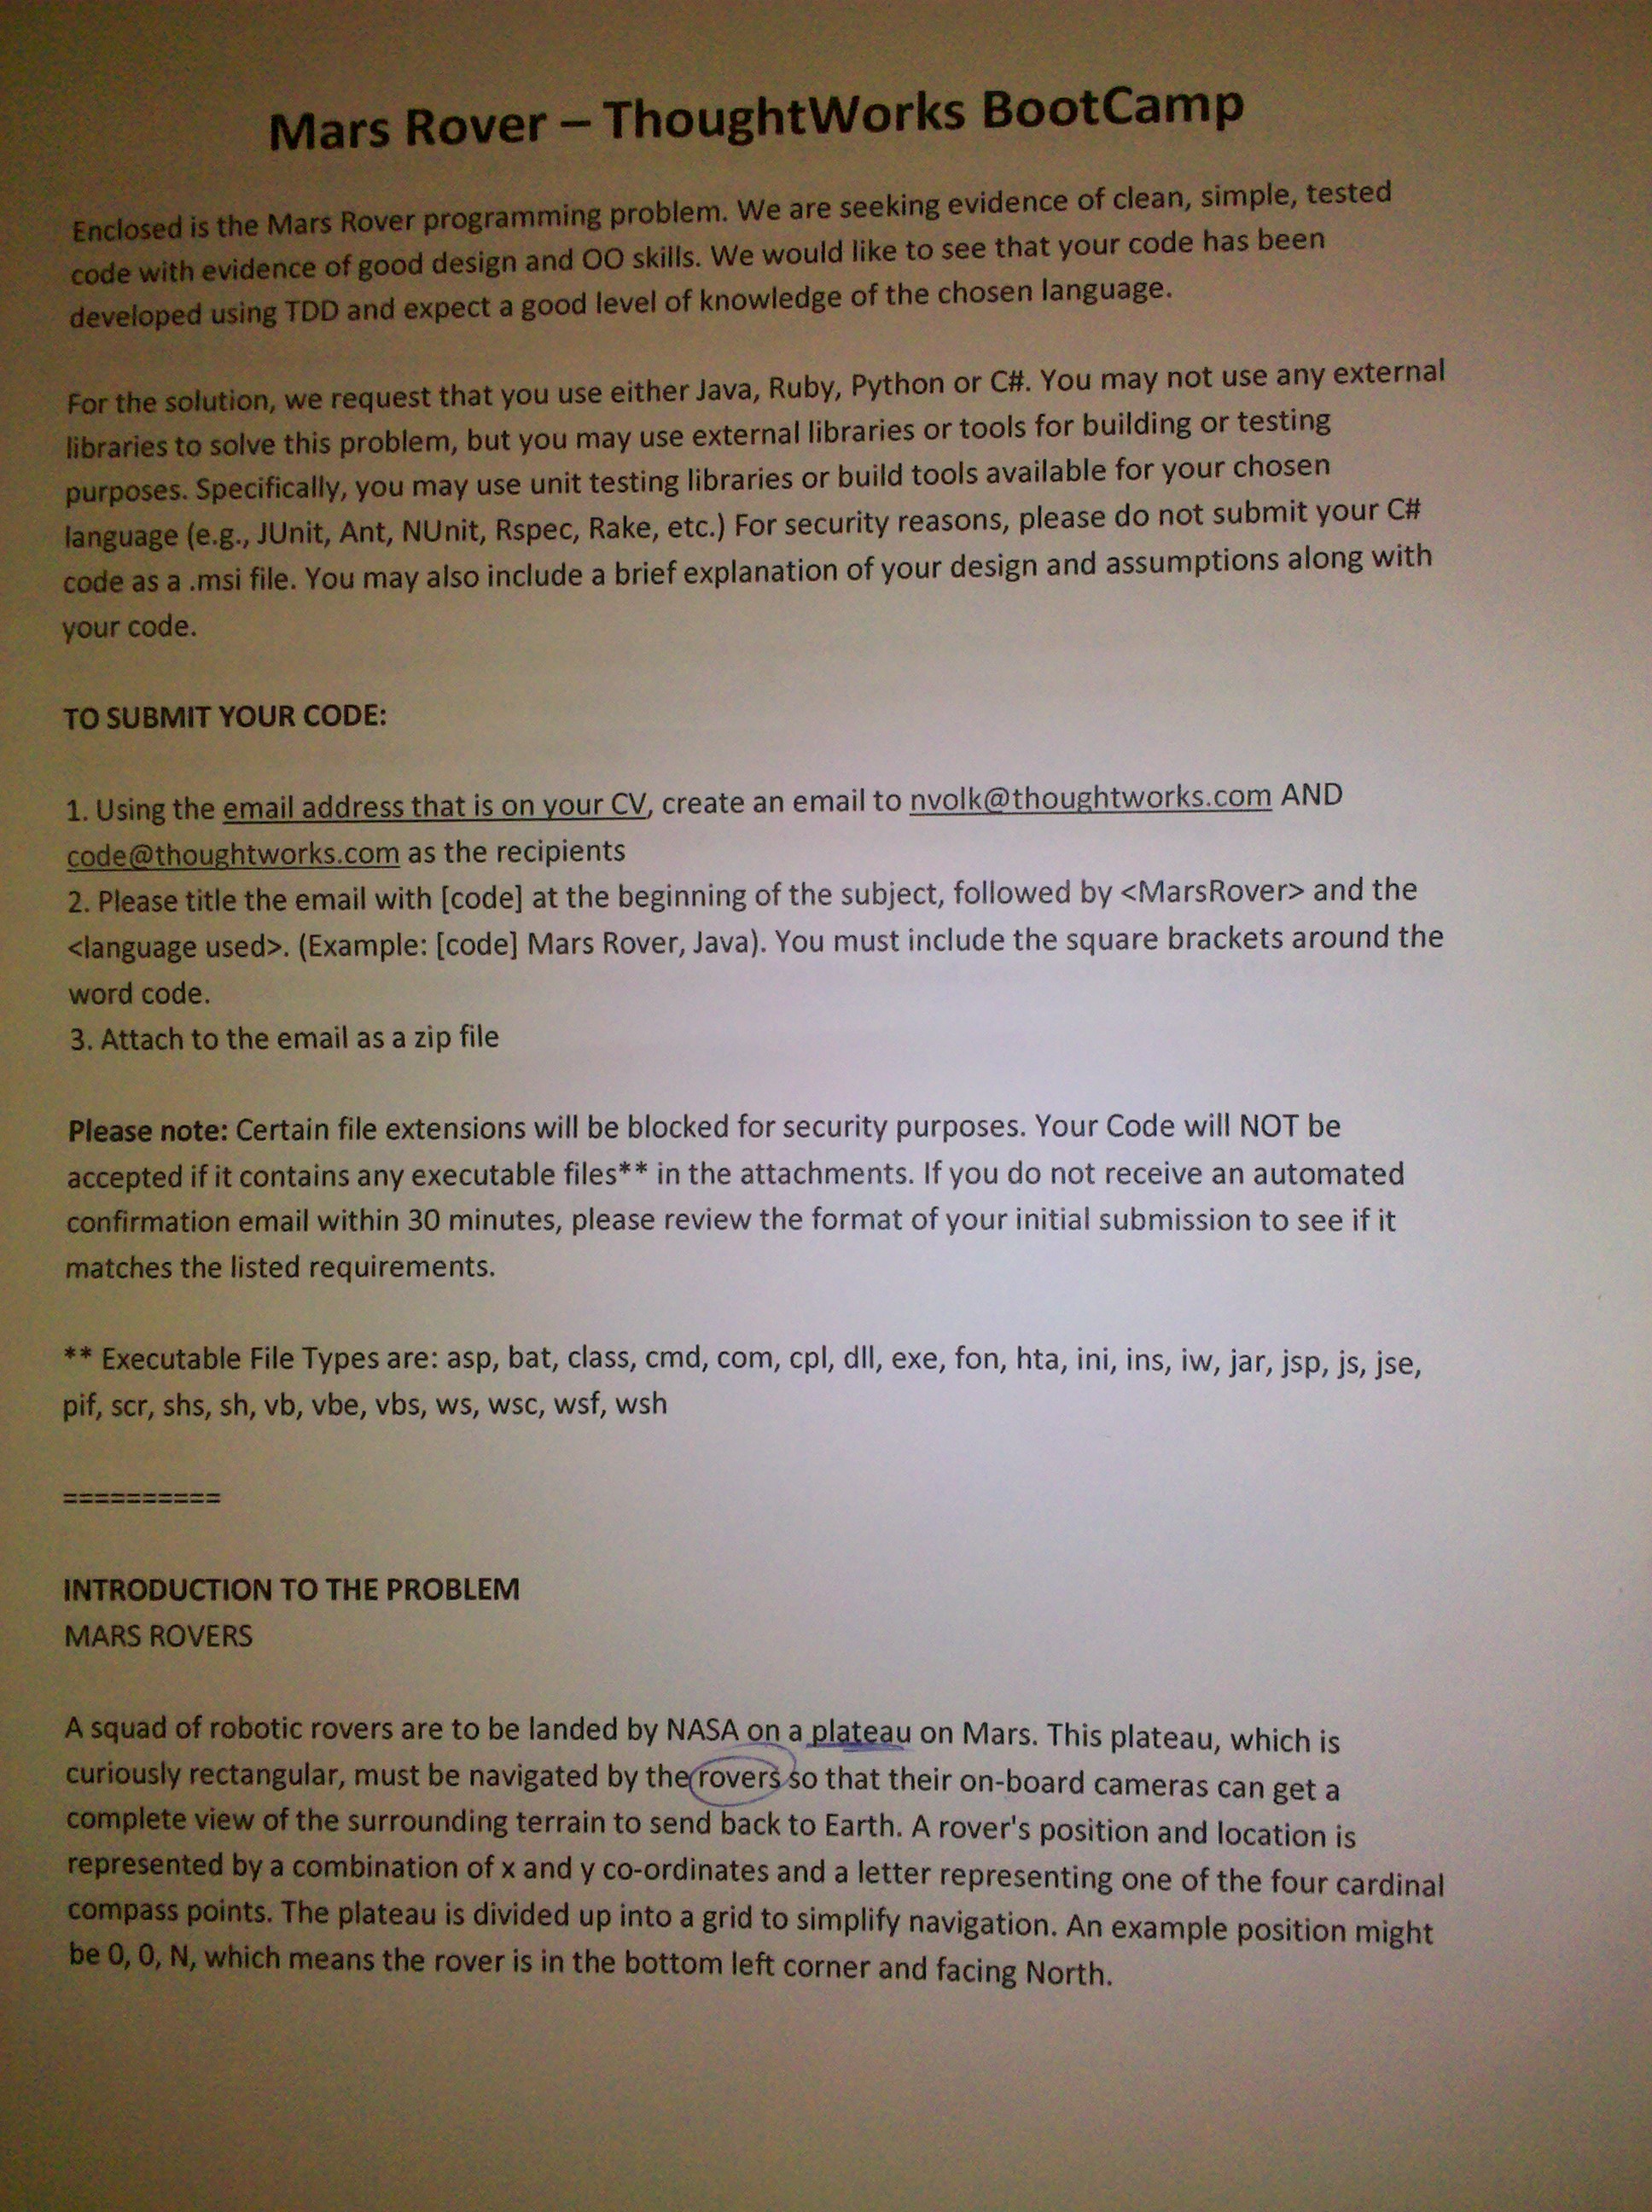 Mars Rover – ThoughtWorks BootCamp
Enclosed is the Mars Rover programming problem. We are seeking evidence of clean, simple, tested
code with evidence of good design and OO skills. We would like to see that your code has been
developed using TDD and expect a good level of knowledge of the chosen language.
For the solution, we request that you use either Java, Ruby, Python or C#. You may not use any external
libraries to solve this problem, but you may use external libraries or tools for building or testing
purposes. Specifically, you may use unit testing libraries or build tools available for your chosen
language (e.g., JUnit, Ant, NUnit, Rspec, Rake, etc.) For security reasons, please do not submit your C#
code as a .msi file. You may also include a brief explanation of your design and assumptions along with
your code.
TO SUBMIT YOUR CODE:
1. Using the email address that is on your CV, create an email to nvolk@thoughtworks.com AND
code@thoughtworks.com as the recipients
2. Please title the email with [code] at the beginning of the subject, followed by <MarsRover> and the
<language used>. (Example: [code] Mars Rover, Java). You must include the square brackets around the
word code.
3. Attach to the email as a zip file
Please note: Certain file extensions will be blocked for security purposes. Your Code will NOT be
accepted if it contains any executable files** in the attachments. If you do not receive an automated
confirmation email within 30 minutes, please review the format of your initial submission to see if it
matches the listed requirements.
** Executable File Types are: asp, bat, class, cmd, com, cpl, dll, exe, fon, hta, ini, ins, iw, jar, jsp, js, jse,
pif, scr, shs, sh, vb, vbe, vbs, ws, wsc, wsf, wsh
==========
INTRODUCTION TO THE PROBLEM
MARS ROVERS
A squad of robotic rovers are to be landed by NASA on a plateau on Mars. This plateau, which is
curiously rectangular, must be navigated by the rovers so that their on-board cameras can get a
complete view of the surrounding terrain to send back to Earth. A rover's position and location is
represented by a combination of x and y co-ordinates and a letter representing one of the four cardinal
compass points. The plateau is divided up into a grid to simplify navigation. An example position might
be 0, 0, N, which means the rover is in the bottom left corner and facing North.